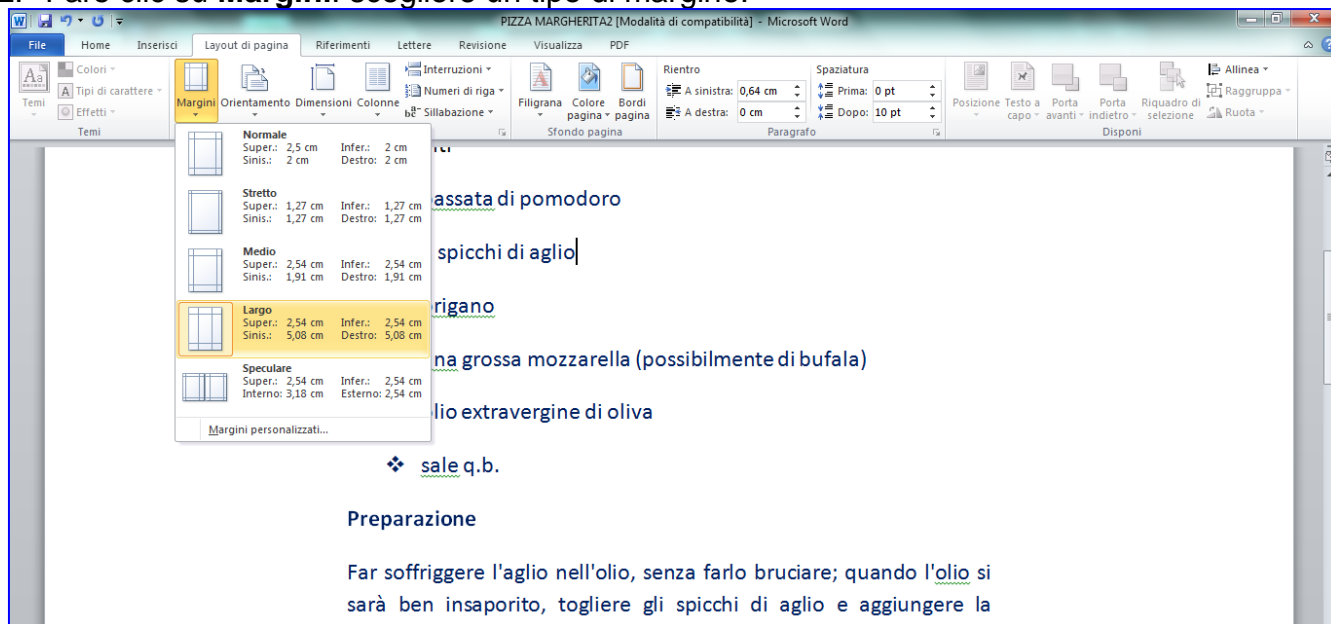 PIZZA MARGHERITA2 [Modalità di compatibilità] - Microsoft Word
File Home Inserisci Layout di pagina Riferimenti Lettere Revisione Visualizza PDF
Temi
Colori
Tipi di carattere
Effetti
Temi
Margini Orientamento Dimensioni Colonne
Interruzioni
Numeri di riga
Sillabazione
Filigrana Colore pagina Bordi pagina
Sfondo pagina
Rientro
A sinistra: 0,64 cm
A destra: 0 cm
Spaziatura
Prima: 0 pt
Dopo: 10 pt
Paragrafo
Posizione Testo a capo Porta avanti Porta indietro Riquadro di selezione
Allinea
Raggruppa
Ruota
Disponi
Normale
Super.: 2,5 cm Infer.: 2 cm
Sinis.: 2 cm Destro: 2 cm
Stretto
Super.: 1,27 cm Infer.: 1,27 cm
Sinis.: 1,27 cm Destro: 1,27 cm
Medio
Super.: 2,54 cm Infer.: 2,54 cm
Sinis.: 1,91 cm Destro: 1,91 cm
Largo
Super.: 2,54 cm Infer.: 2,54 cm
Sinis.: 5,08 cm Destro: 5,08 cm
Speculare
Super.: 2,54 cm Infer.: 2,54 cm
Interno: 3,18 cm Esterno: 2,54 cm
Margini personalizzati...
assata di pomodoro
spicchi di aglio
rigano
na grossa mozzarella (possibilmente di bufala)
lio extravergine di oliva
❖ sale q.b.
Preparazione
Far soffriggere l'aglio nell'olio, senza farlo bruciare; quando l'olio si
sarà ben insaporito, togliere gli spicchi di aglio e aggiungere la